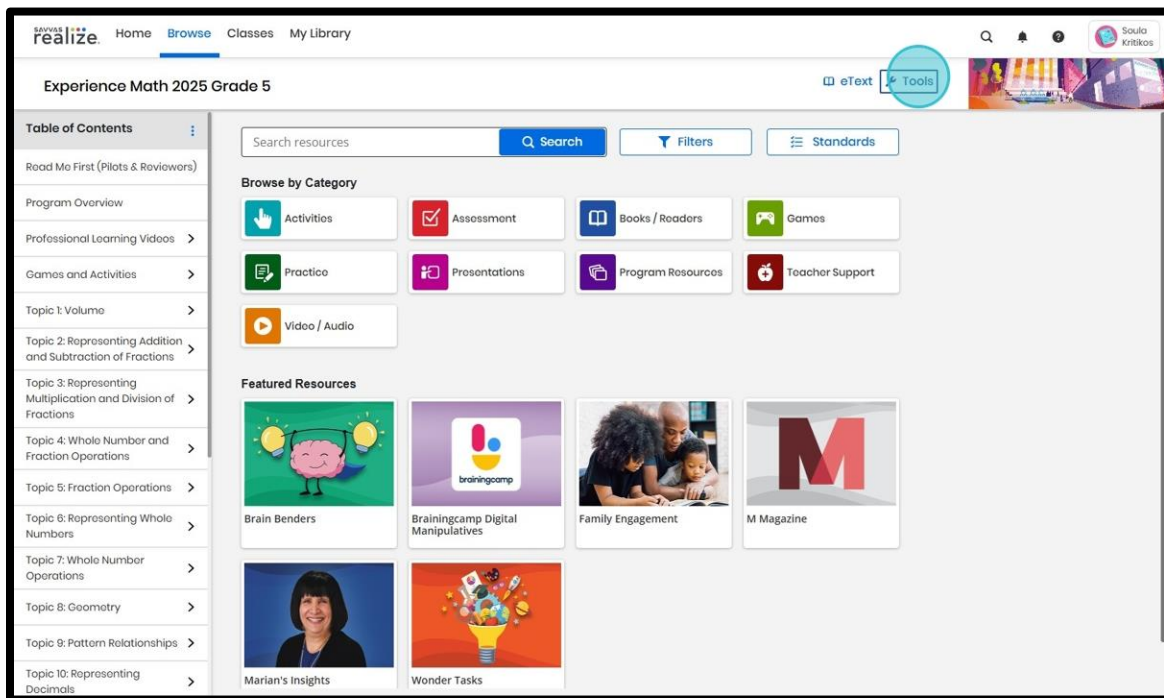 SAVVAS
realize.
Home Browse Classes My Library
Soula
Kritikos
Experience Math 2025 Grade 5
eText Tools
Table of Contents
Read Me First (Pilots & Reviewers)
Program Overview
Professional Learning Videos
Games and Activities
Topic 1: Volume
Topic 2: Representing Addition
and Subtraction of Fractions
Topic 3: Representing
Multiplication and Division of
Fractions
Topic 4: Whole Number and
Fraction Operations
Topic 5: Fraction Operations
Topic 6: Representing Whole
Numbers
Topic 7: Whole Number
Operations
Topic 8: Geometry
Topic 9: Pattern Relationships
Topic 10: Representing
Decimals
Search resources Search Filters Standards
Browse by Category
Activities Assessment Books / Readers Games
Practice Presentations Program Resources Teacher Support
Video / Audio
Featured Resources
brainingcamp
M
Brain Benders Brainingcamp Digital Family Engagement M Magazine
Manipulatives
Marian's Insights Wonder Tasks